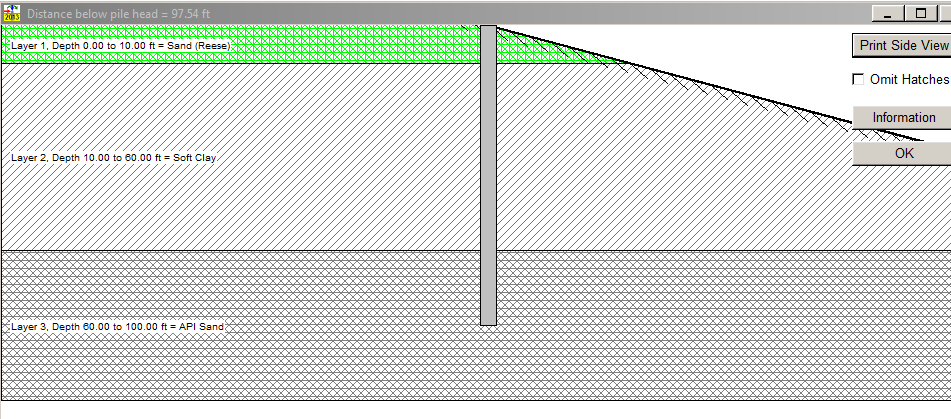 2013
Distance below pile head = 97.54 ft
Layer 1, Depth 0.00 to 10.00 ft = Sand (Reese)
Print Side View
Omit Hatches
Information
OK
Layer 2, Depth 10.00 to 60.00 ft = Soft Clay
Layer 3, Depth 60.00 to 100.00 ft = API Sand